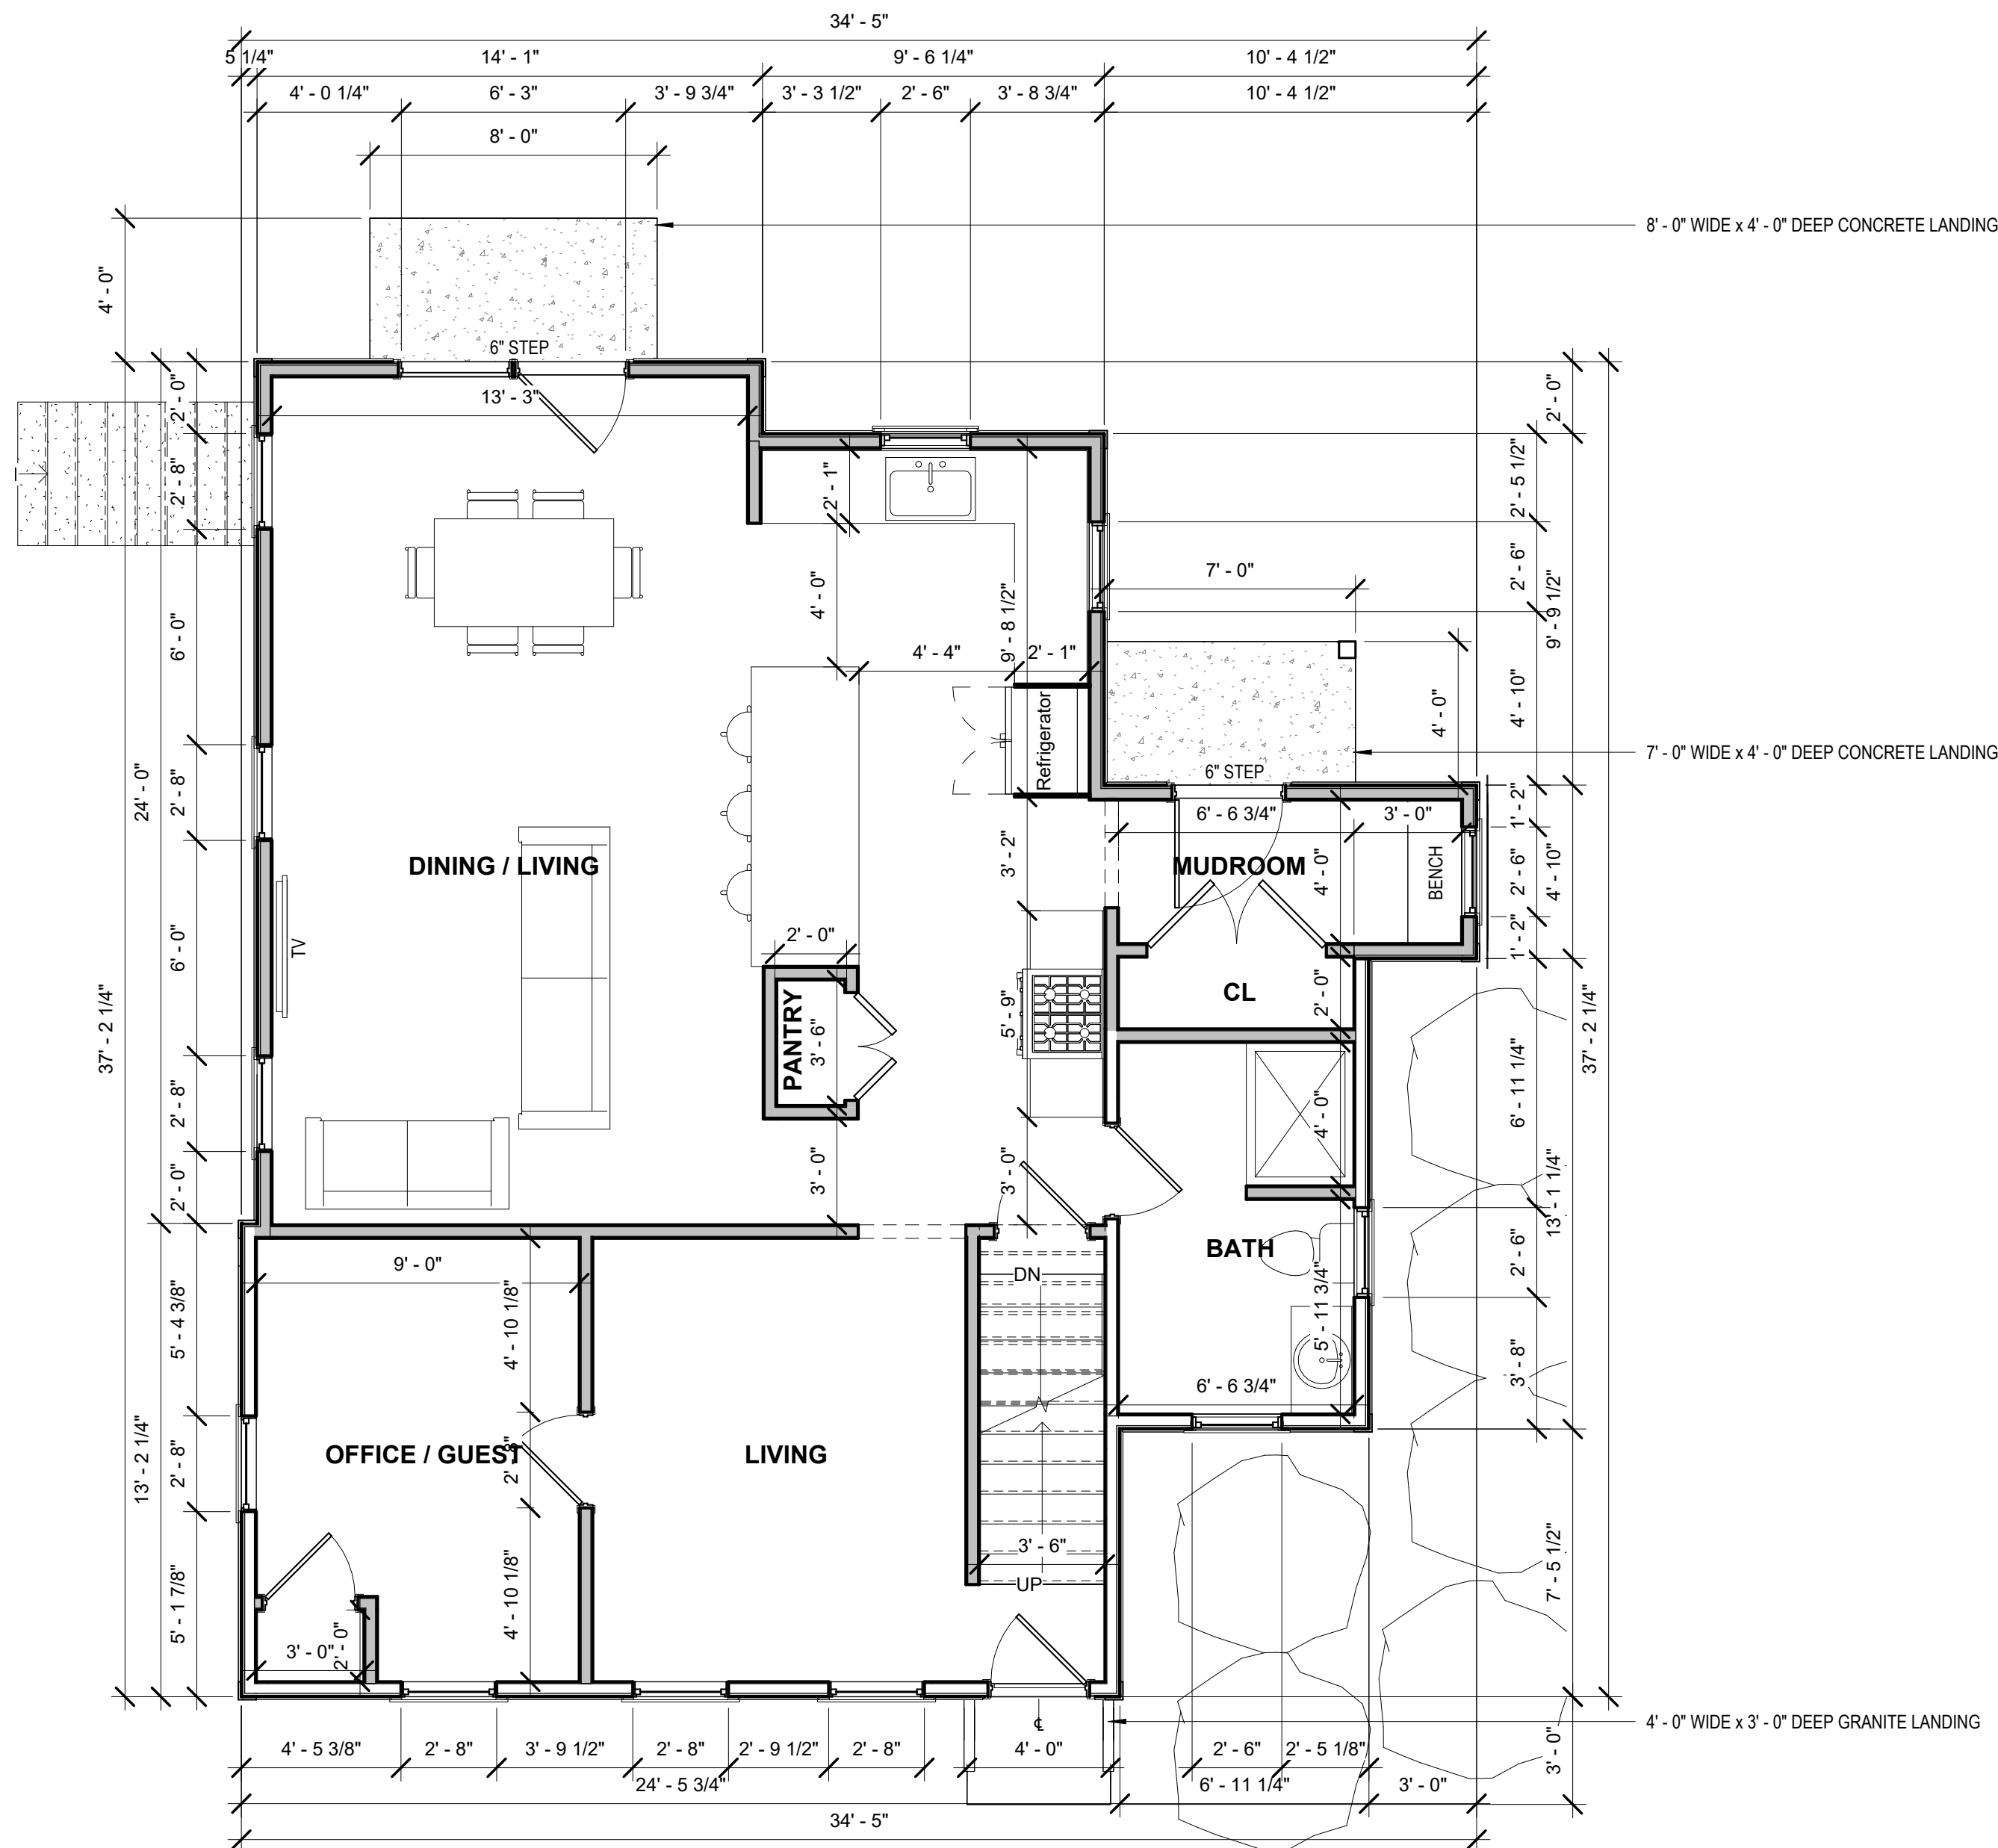 34' - 5"
5 1/4" 14' - 1" 9' - 6 1/4" 10' - 4 1/2"
4' - 0 1/4" 6' - 3" 3' - 9 3/4" 3' - 3 1/2" 2' - 6" 3' - 8 3/4" 10' - 4 1/2"
8' - 0"
8' - 0" WIDE x 4' - 0" DEEP CONCRETE LANDING
4' - 0"
6" STEP
13' - 3"
2' - 0"
2' - 8"
6' - 0"
2' - 8"
6' - 0"
2' - 8"
2' - 0"
24' - 0"
37' - 2 1/4"
2' - 1"
4' - 0"
9' - 8 1/2"
4' - 4"
2' - 1"
Refrigerator
7' - 0"
4' - 0"
6" STEP
2' - 0"
2' - 5 1/2"
2' - 6"
9' - 9 1/2"
4' - 10"
7' - 0" WIDE x 4' - 0" DEEP CONCRETE LANDING
6' - 6 3/4"
3' - 0"
MUDROOM
4' - 0"
BENCH
1' - 2"
2' - 6"
4' - 10"
1' - 2"
DINING / LIVING
TV
3' - 2"
2' - 0"
PANTRY
3' - 6"
5' - 9"
CL
2' - 0"
4' - 0"
6' - 11 1/4"
37' - 2 1/4"
13' - 1 1/4"
3' - 0"
3' - 0"
BATH
5' - 11 3/4"
2' - 6"
3' - 8"
6' - 6 3/4"
9' - 0"
4' - 10 1/8"
DN
5' - 4 3/8"
2' - 8"
5' - 1 7/8"
13' - 2 1/4"
OFFICE / GUEST
2' - 8"
LIVING
4' - 10 1/8"
3' - 6"
UP
3' - 0"
2' - 0"
7' - 5 1/2"
3' - 0"
4' - 0" WIDE x 3' - 0" DEEP GRANITE LANDING
℄
4' - 5 3/8" 2' - 8" 3' - 9 1/2" 2' - 8" 2' - 9 1/2" 2' - 8" 4' - 0" 2' - 6" 2' - 5 1/8"
24' - 5 3/4" 6' - 11 1/4" 3' - 0"
34' - 5"